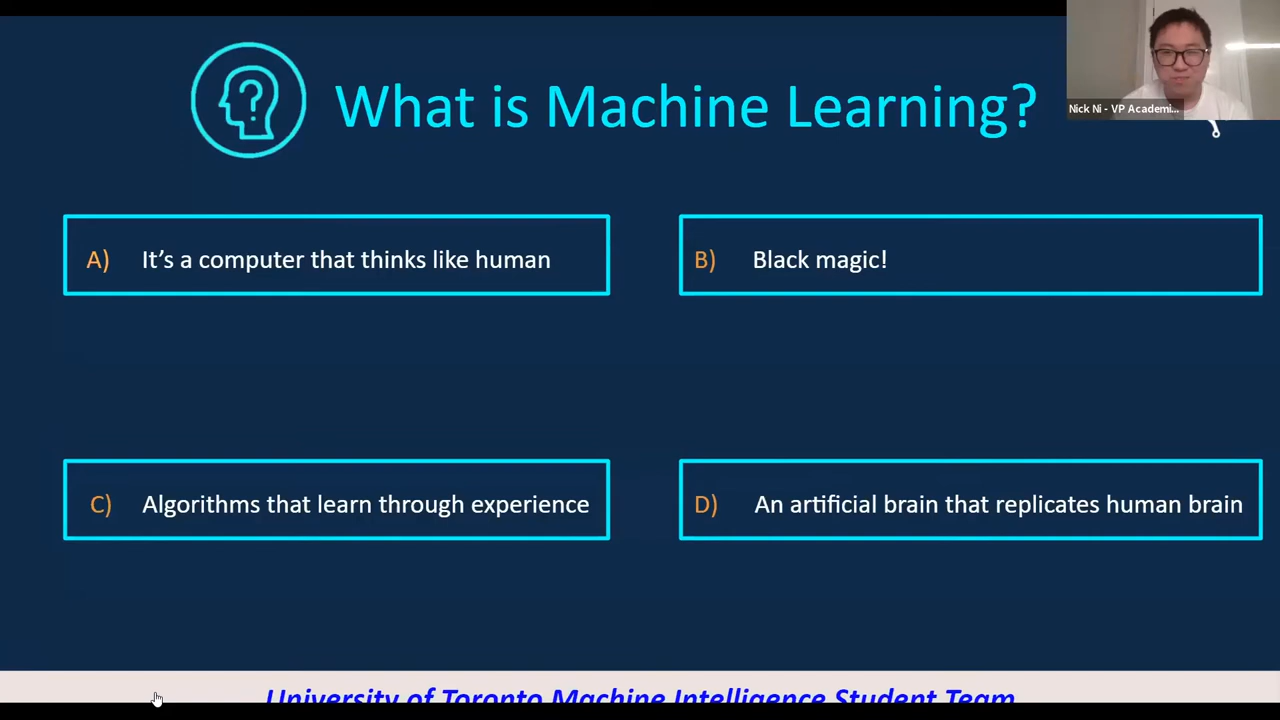 What is Machine Learning?
Nick Ni - VP Academi...
A) It’s a computer that thinks like human
B) Black magic!
C) Algorithms that learn through experience
D) An artificial brain that replicates human brain
University of Toronto Machine Intelligence Student Team